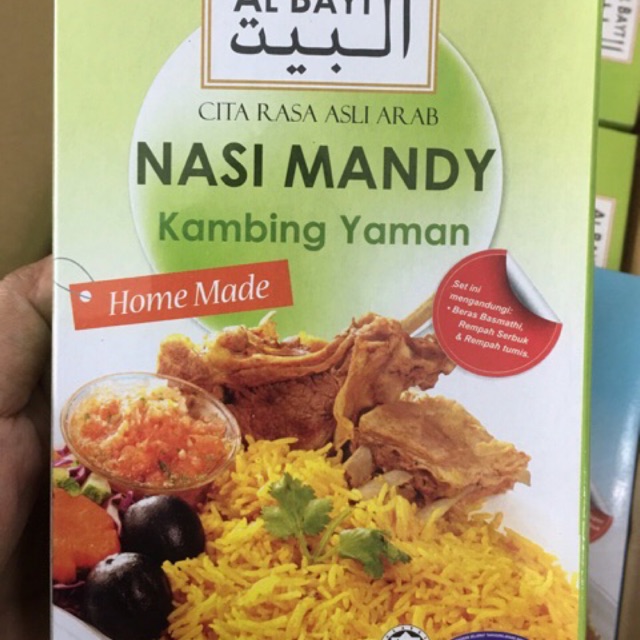 AL BAYT
البيت
CITA RASA ASLI ARAB
NASI MANDY
Kambing Yaman
Home Made
Set ini
mengandungi:
• Beras Basmathi,
Rempah Serbuk
& Rempah tumis.